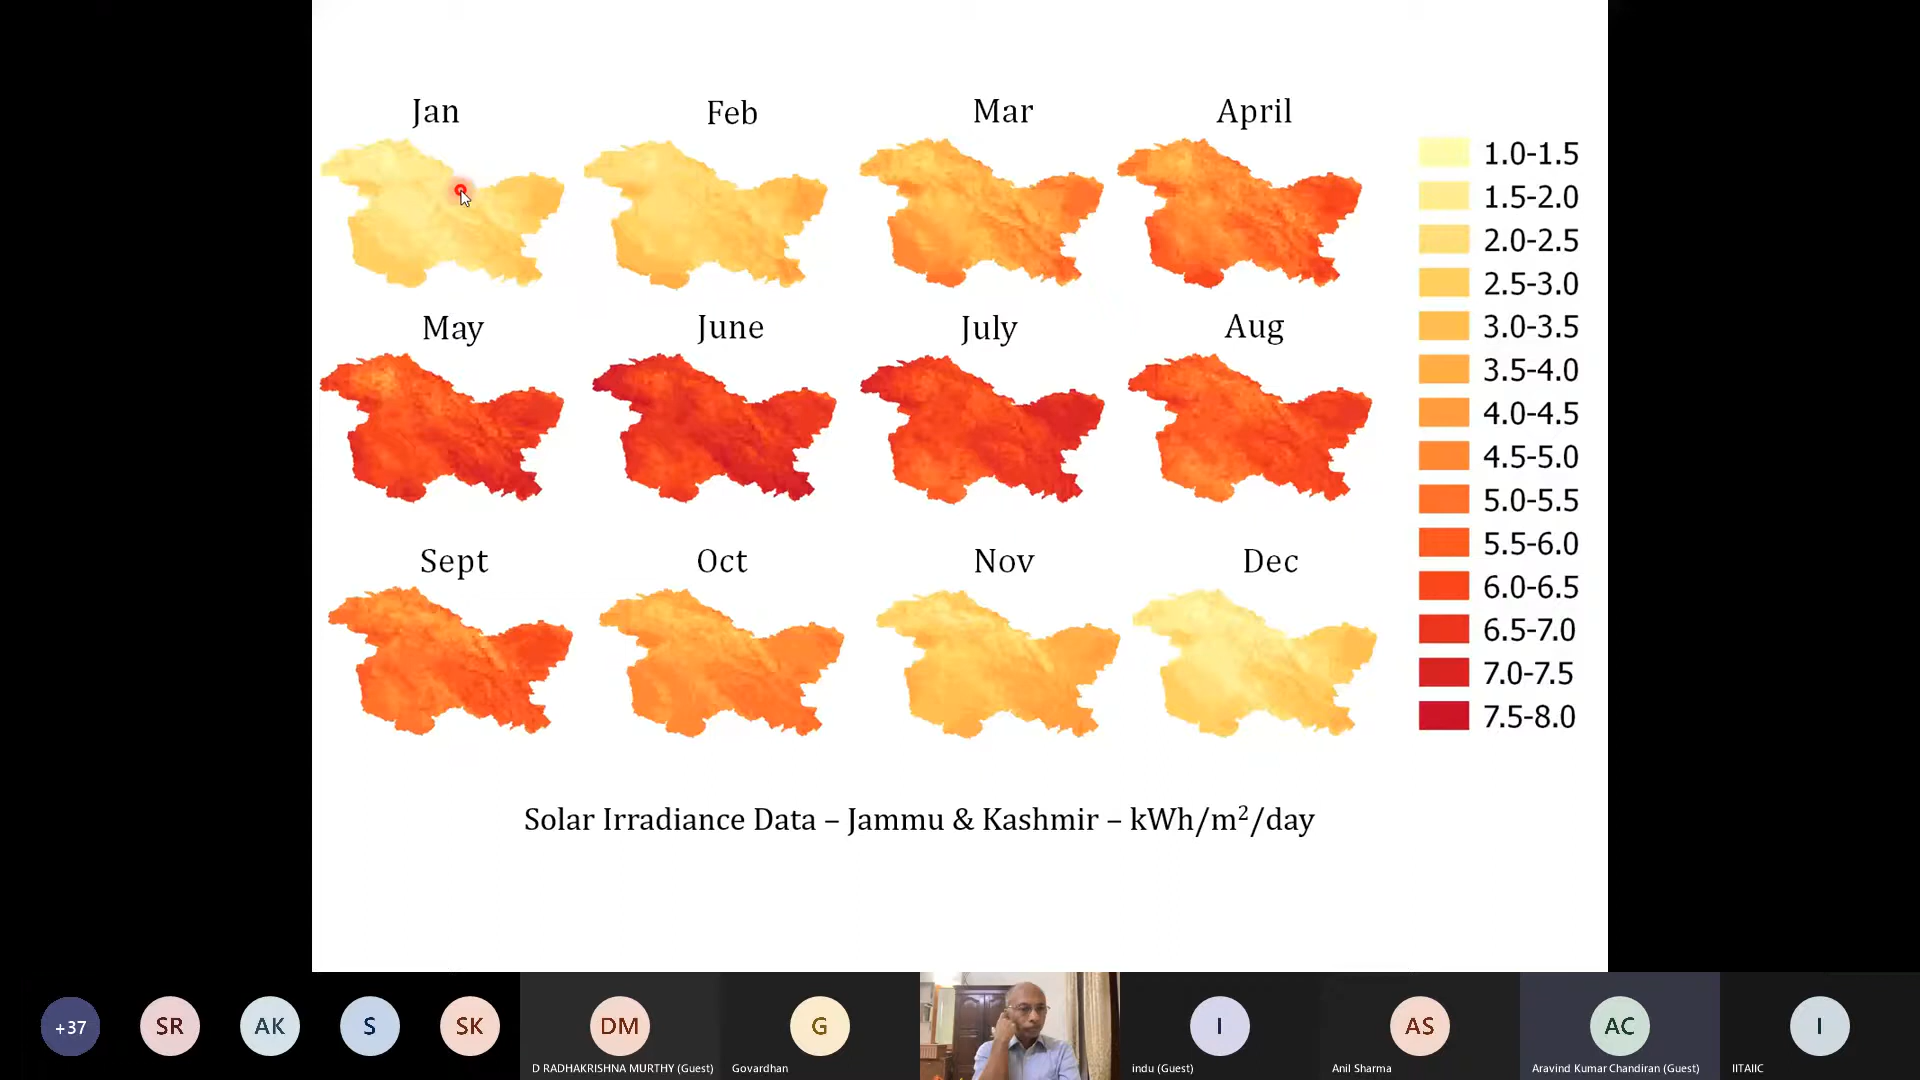 Jan Feb Mar April
May June July Aug
Sept Oct Nov Dec
1.0-1.5
1.5-2.0
2.0-2.5
2.5-3.0
3.0-3.5
3.5-4.0
4.0-4.5
4.5-5.0
5.0-5.5
5.5-6.0
6.0-6.5
6.5-7.0
7.0-7.5
7.5-8.0
Solar Irradiance Data – Jammu & Kashmir – kWh/m²/day
+37 SR AK S SK DM G I AS AC I
D RADHAKRISHNA MURTHY (Guest) Govardhan indu (Guest) Anil Sharma Aravind Kumar Chandiran (Guest) IITAIIC